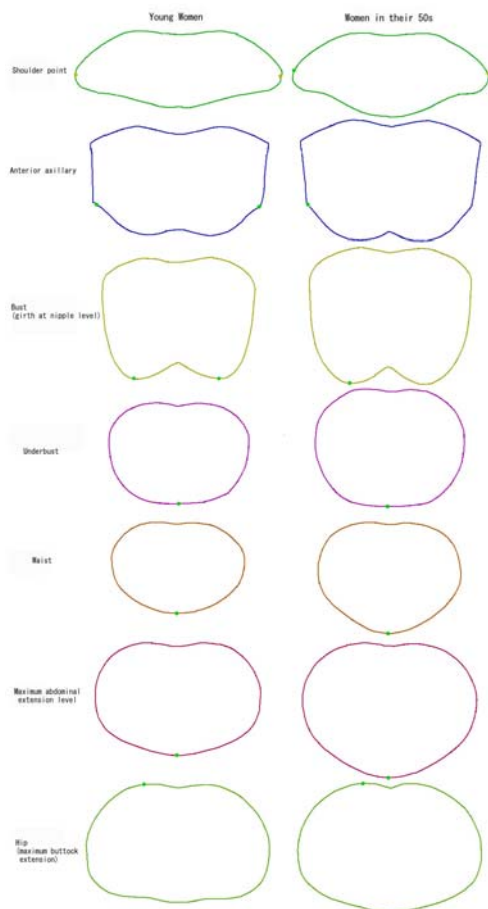 Young Women
Women in their 50s
Shoulder point
Anterior axillary
Bust
(girth at nipple level)
Underbust
Waist
Maximum abdominal
extension level
Hip
(maximum buttock
extension)